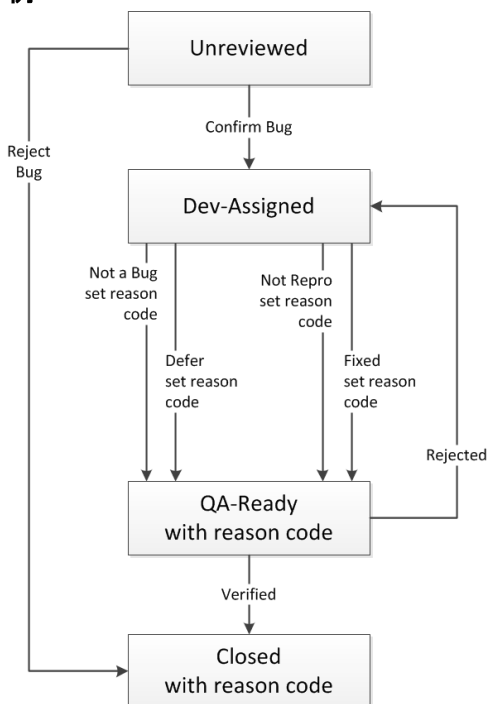 Unreviewed
Confirm Bug
Reject
Bug
Dev-Assigned
Not a Bug
set reason
code
Not Repro
set reason
code
Defer
set reason
code
Fixed
set reason
code
Rejected
QA-Ready
with reason code
Verified
Closed
with reason code